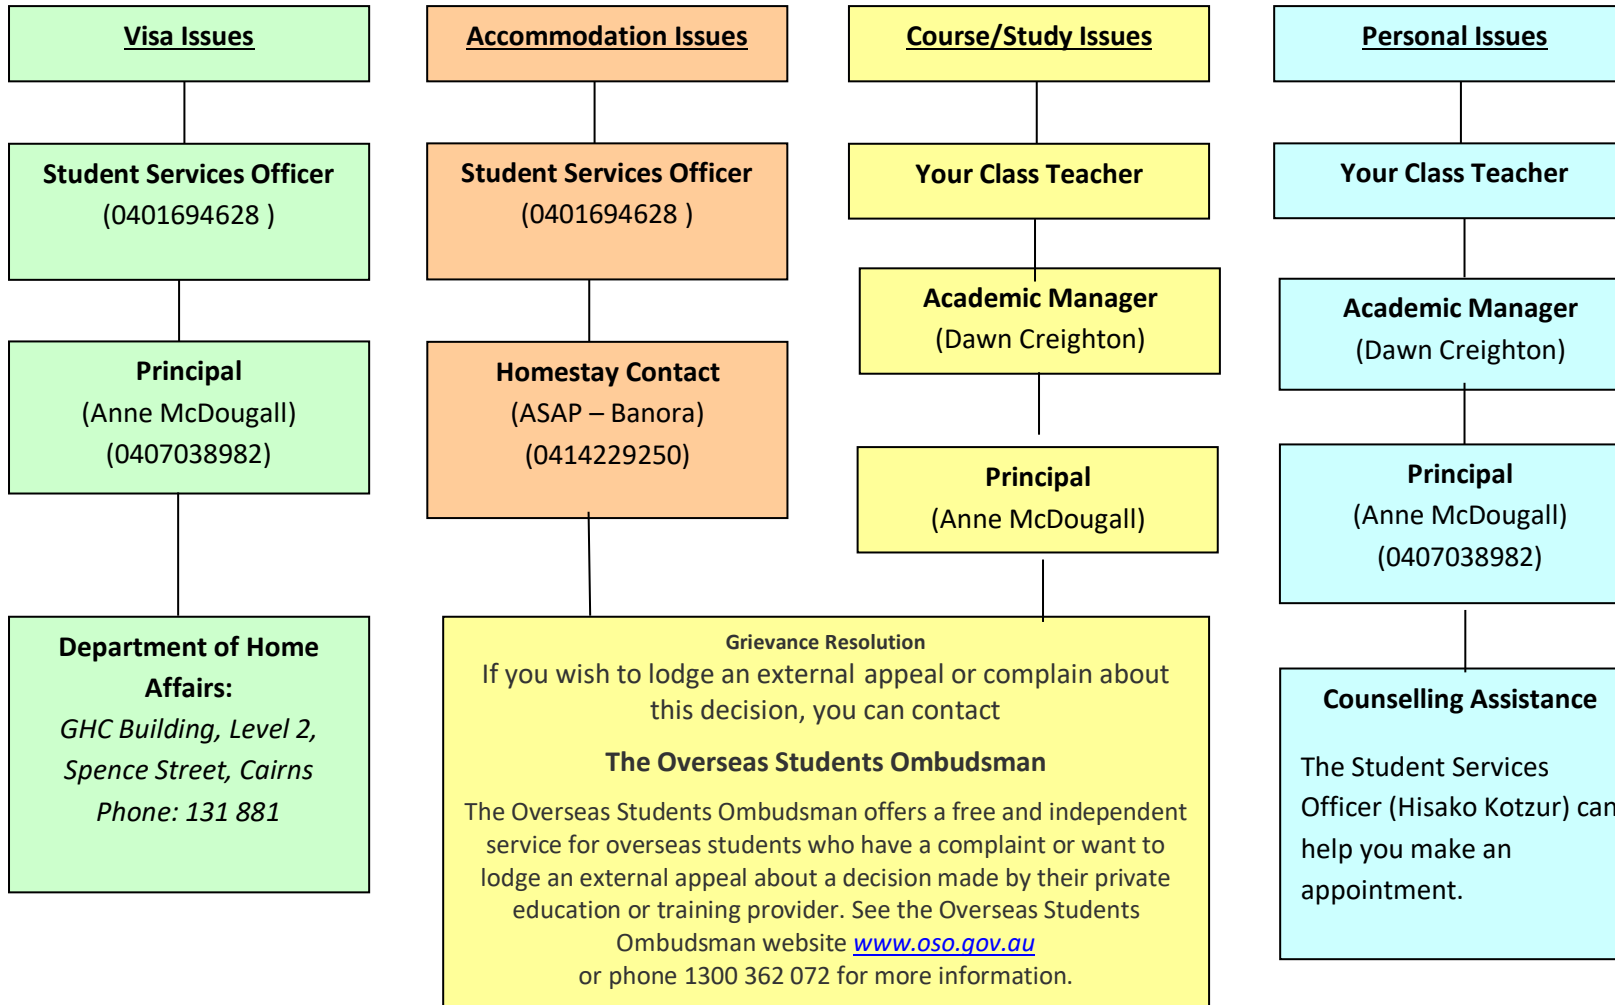 Visa Issues
Student Services Officer
(0401694628 )
Principal
(Anne McDougall)
(0407038982)
Department of Home
Affairs:
GHC Building, Level 2,
Spence Street, Cairns
Phone: 131 881
Accommodation Issues
Student Services Officer
(0401694628 )
Homestay Contact
(ASAP – Banora)
(0414229250)
Course/Study Issues
Your Class Teacher
Academic Manager
(Dawn Creighton)
Principal
(Anne McDougall)
Grievance Resolution
If you wish to lodge an external appeal or complain about
this decision, you can contact
The Overseas Students Ombudsman
The Overseas Students Ombudsman offers a free and independent
service for overseas students who have a complaint or want to
lodge an external appeal about a decision made by their private
education or training provider. See the Overseas Students
Ombudsman website www.oso.gov.au
or phone 1300 362 072 for more information.
Personal Issues
Your Class Teacher
Academic Manager
(Dawn Creighton)
Principal
(Anne McDougall)
(0407038982)
Counselling Assistance
The Student Services
Officer (Hisako Kotzur) can
help you make an
appointment.